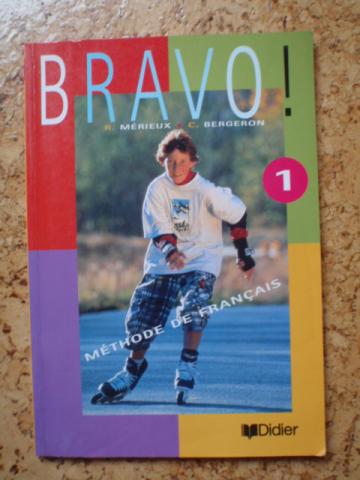 BRAVO!
R. MÉRIEUX / C. BERGERON
1
MÉTHODE DE FRANÇAIS
Didier